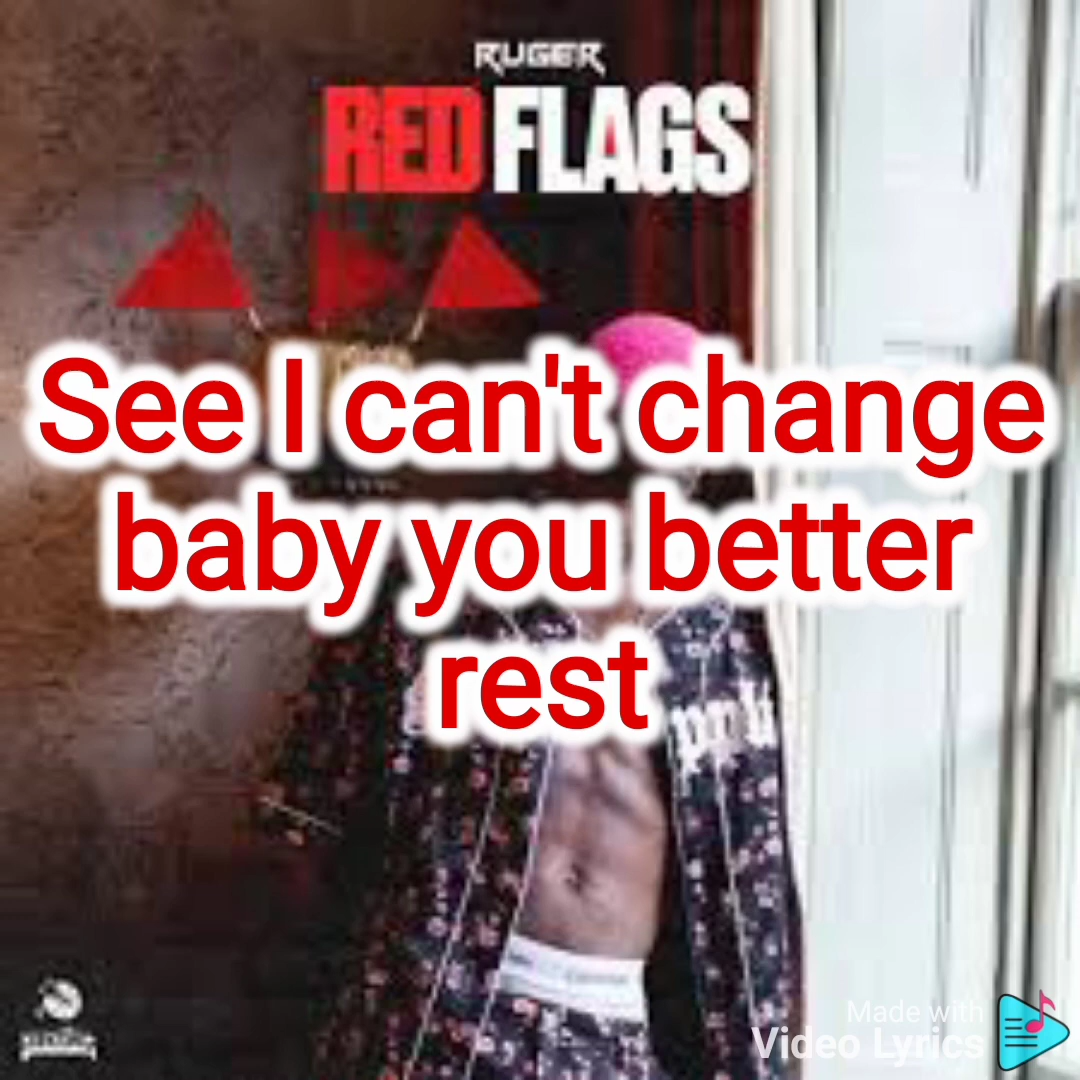 RUGER
RED FLAGS
See I can't change
baby you better
rest
Made with
Video Lyrics